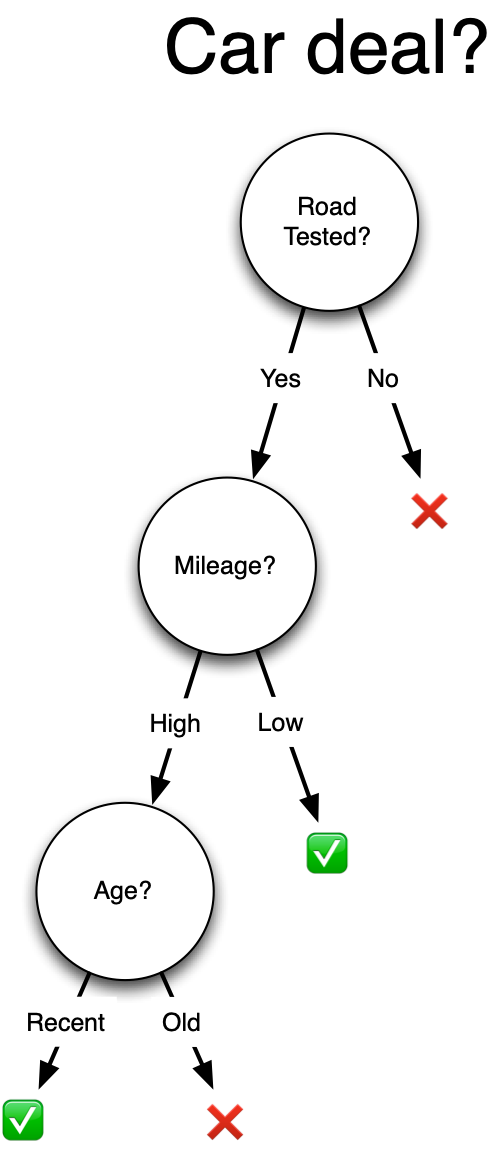 Car deal?
Road
Tested?
Yes
No
Mileage?
High
Low
Age?
Recent
Old